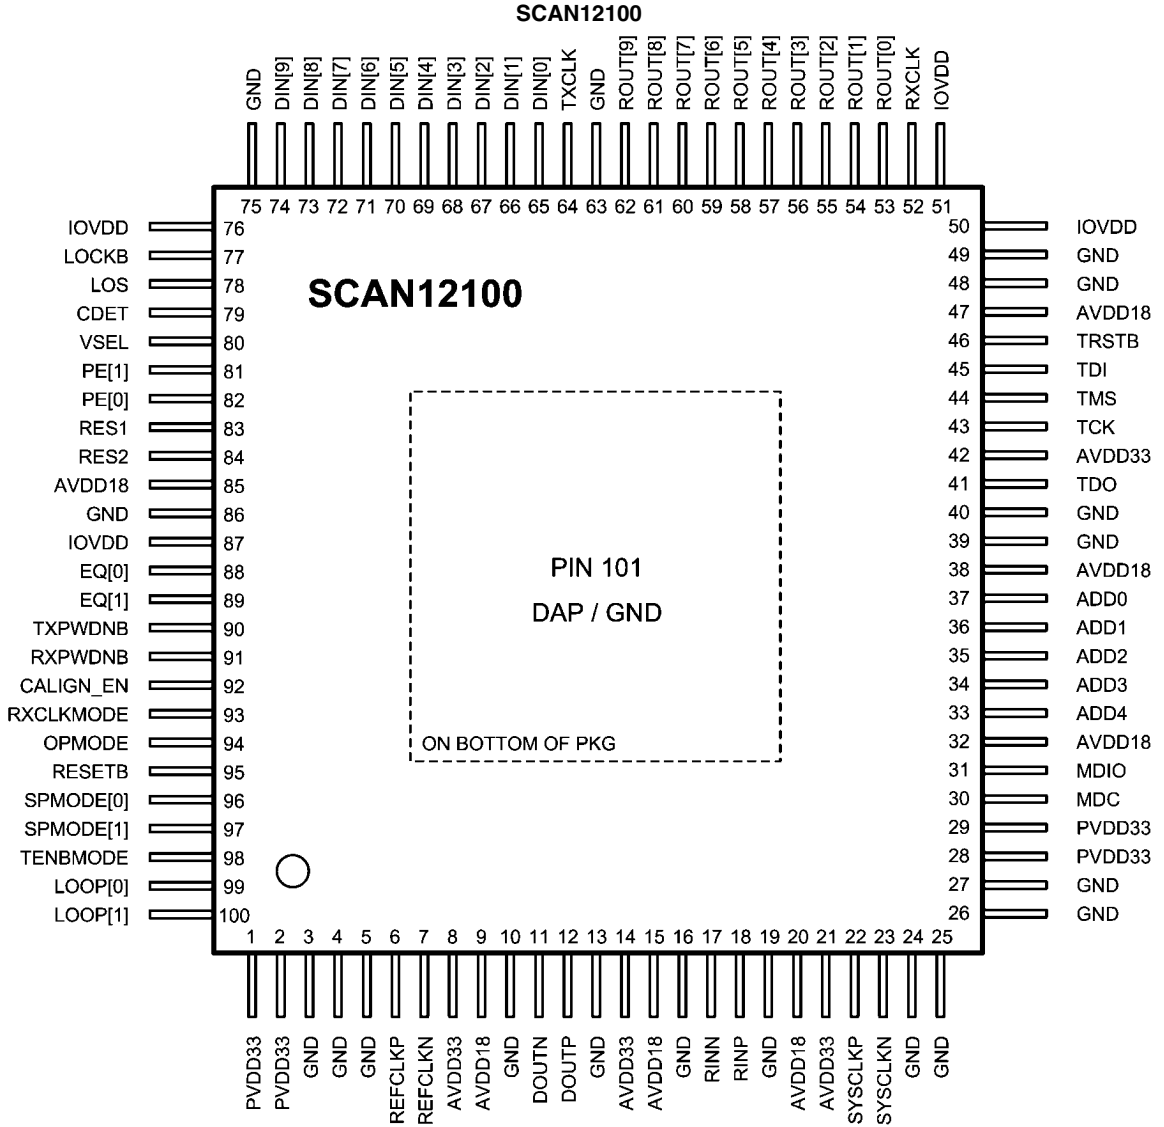 SCAN12100
GND
DIN[9]
DIN[8]
DIN[7]
DIN[6]
DIN[5]
DIN[4]
DIN[3]
DIN[2]
DIN[1]
DIN[0]
TXCLK
GND
ROUT[9]
ROUT[8]
ROUT[7]
ROUT[6]
ROUT[5]
ROUT[4]
ROUT[3]
ROUT[2]
ROUT[1]
ROUT[0]
RXCLK
IOVDD
75 74 73 72 71 70 69 68 67 66 65 64 63 62 61 60 59 58 57 56 55 54 53 52 51
IOVDD 76
LOCKB 77
LOS 78
CDET 79
VSEL 80
PE[1] 81
PE[0] 82
RES1 83
RES2 84
AVDD18 85
GND 86
IOVDD 87
EQ[0] 88
EQ[1] 89
TXPWDNB 90
RXPWDNB 91
CALIGN_EN 92
RXCLKMODE 93
OPMODE 94
RESETB 95
SPMODE[0] 96
SPMODE[1] 97
TENBMODE 98
LOOP[0] 99
LOOP[1] 100
SCAN12100
PIN 101
DAP / GND
ON BOTTOM OF PKG
50 IOVDD
49 GND
48 GND
47 AVDD18
46 TRSTB
45 TDI
44 TMS
43 TCK
42 AVDD33
41 TDO
40 GND
39 GND
38 AVDD18
37 ADD0
36 ADD1
35 ADD2
34 ADD3
33 ADD4
32 AVDD18
31 MDIO
30 MDC
29 PVDD33
28 PVDD33
27 GND
26 GND
1 2 3 4 5 6 7 8 9 10 11 12 13 14 15 16 17 18 19 20 21 22 23 24 25
PVDD33
PVDD33
GND
GND
GND
REFCLKP
REFCLKN
AVDD33
AVDD18
GND
DOUTN
DOUTP
GND
AVDD33
AVDD18
GND
RINN
RINP
GND
AVDD18
AVDD33
SYSCLKP
SYSCLKN
GND
GND